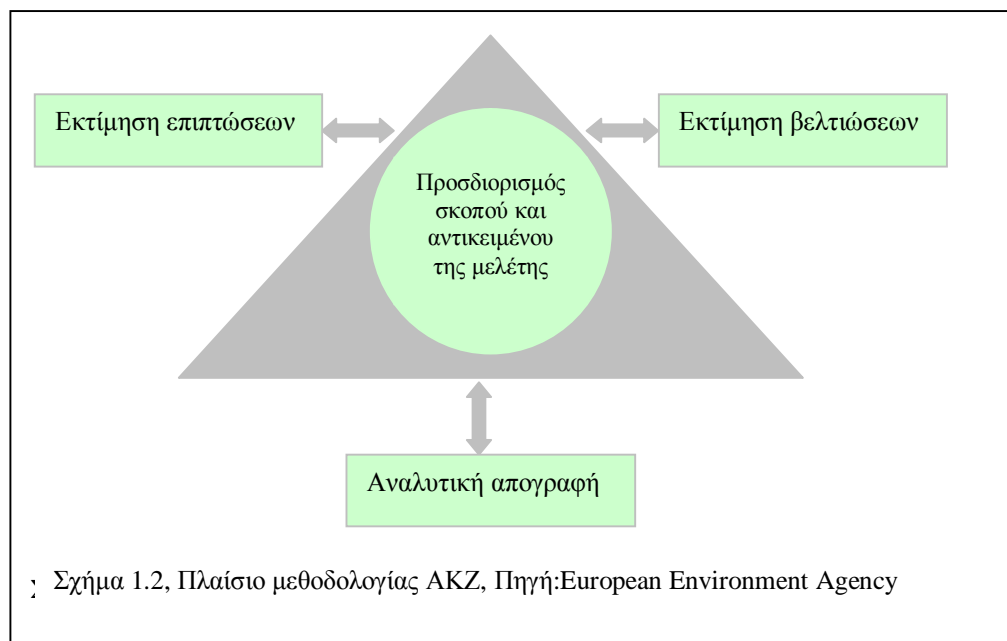 Εκτίμηση επιπτώσεων
Εκτίμηση βελτιώσεων
Προσδιορισμός
σκοπού και
αντικειμένου
της μελέτης
Αναλυτική απογραφή
Σχήμα 1.2, Πλαίσιο μεθοδολογίας ΑΚΖ, Πηγή:European Environment Agency